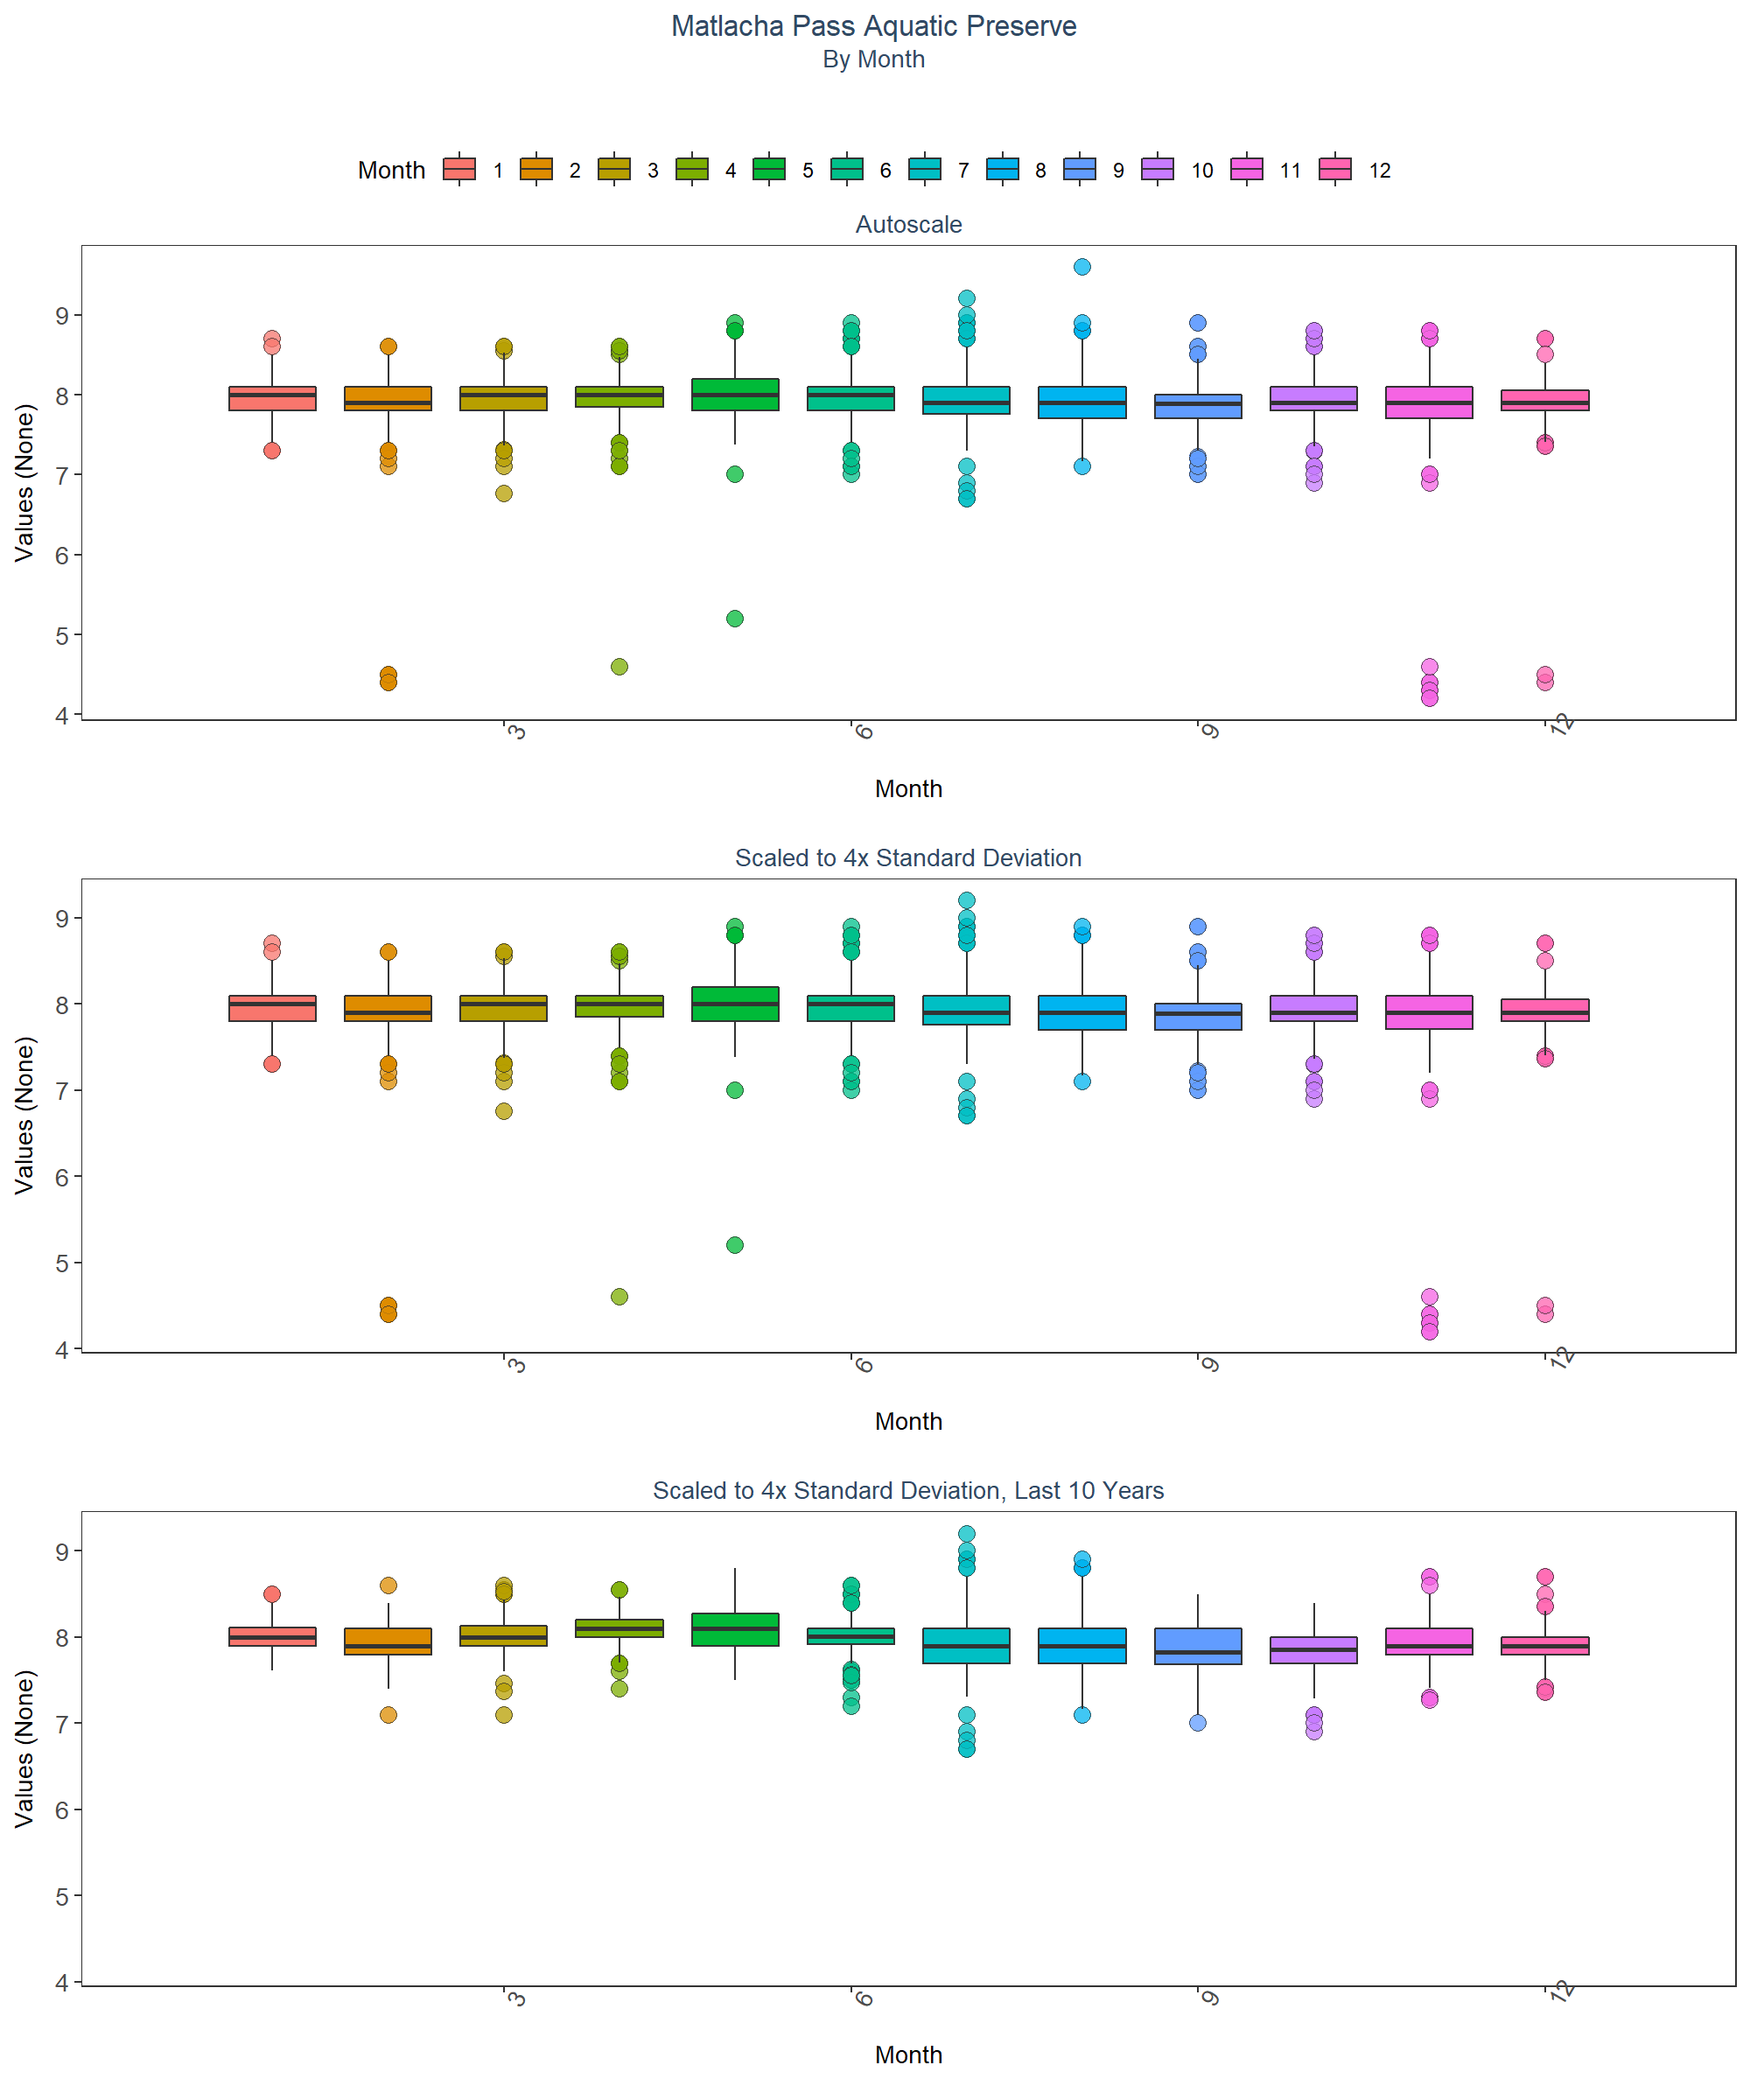 Matlacha Pass Aquatic Preserve
By Month
Month 1 2 3 4 5 6 7 8 9 10 11 12
Autoscale
Values (None)
9
8
7
6
5
4
3 6 9 12
Month
Scaled to 4x Standard Deviation
Values (None)
9
8
7
6
5
4
3 6 9 12
Month
Scaled to 4x Standard Deviation, Last 10 Years
Values (None)
9
8
7
6
5
4
3 6 9 12
Month